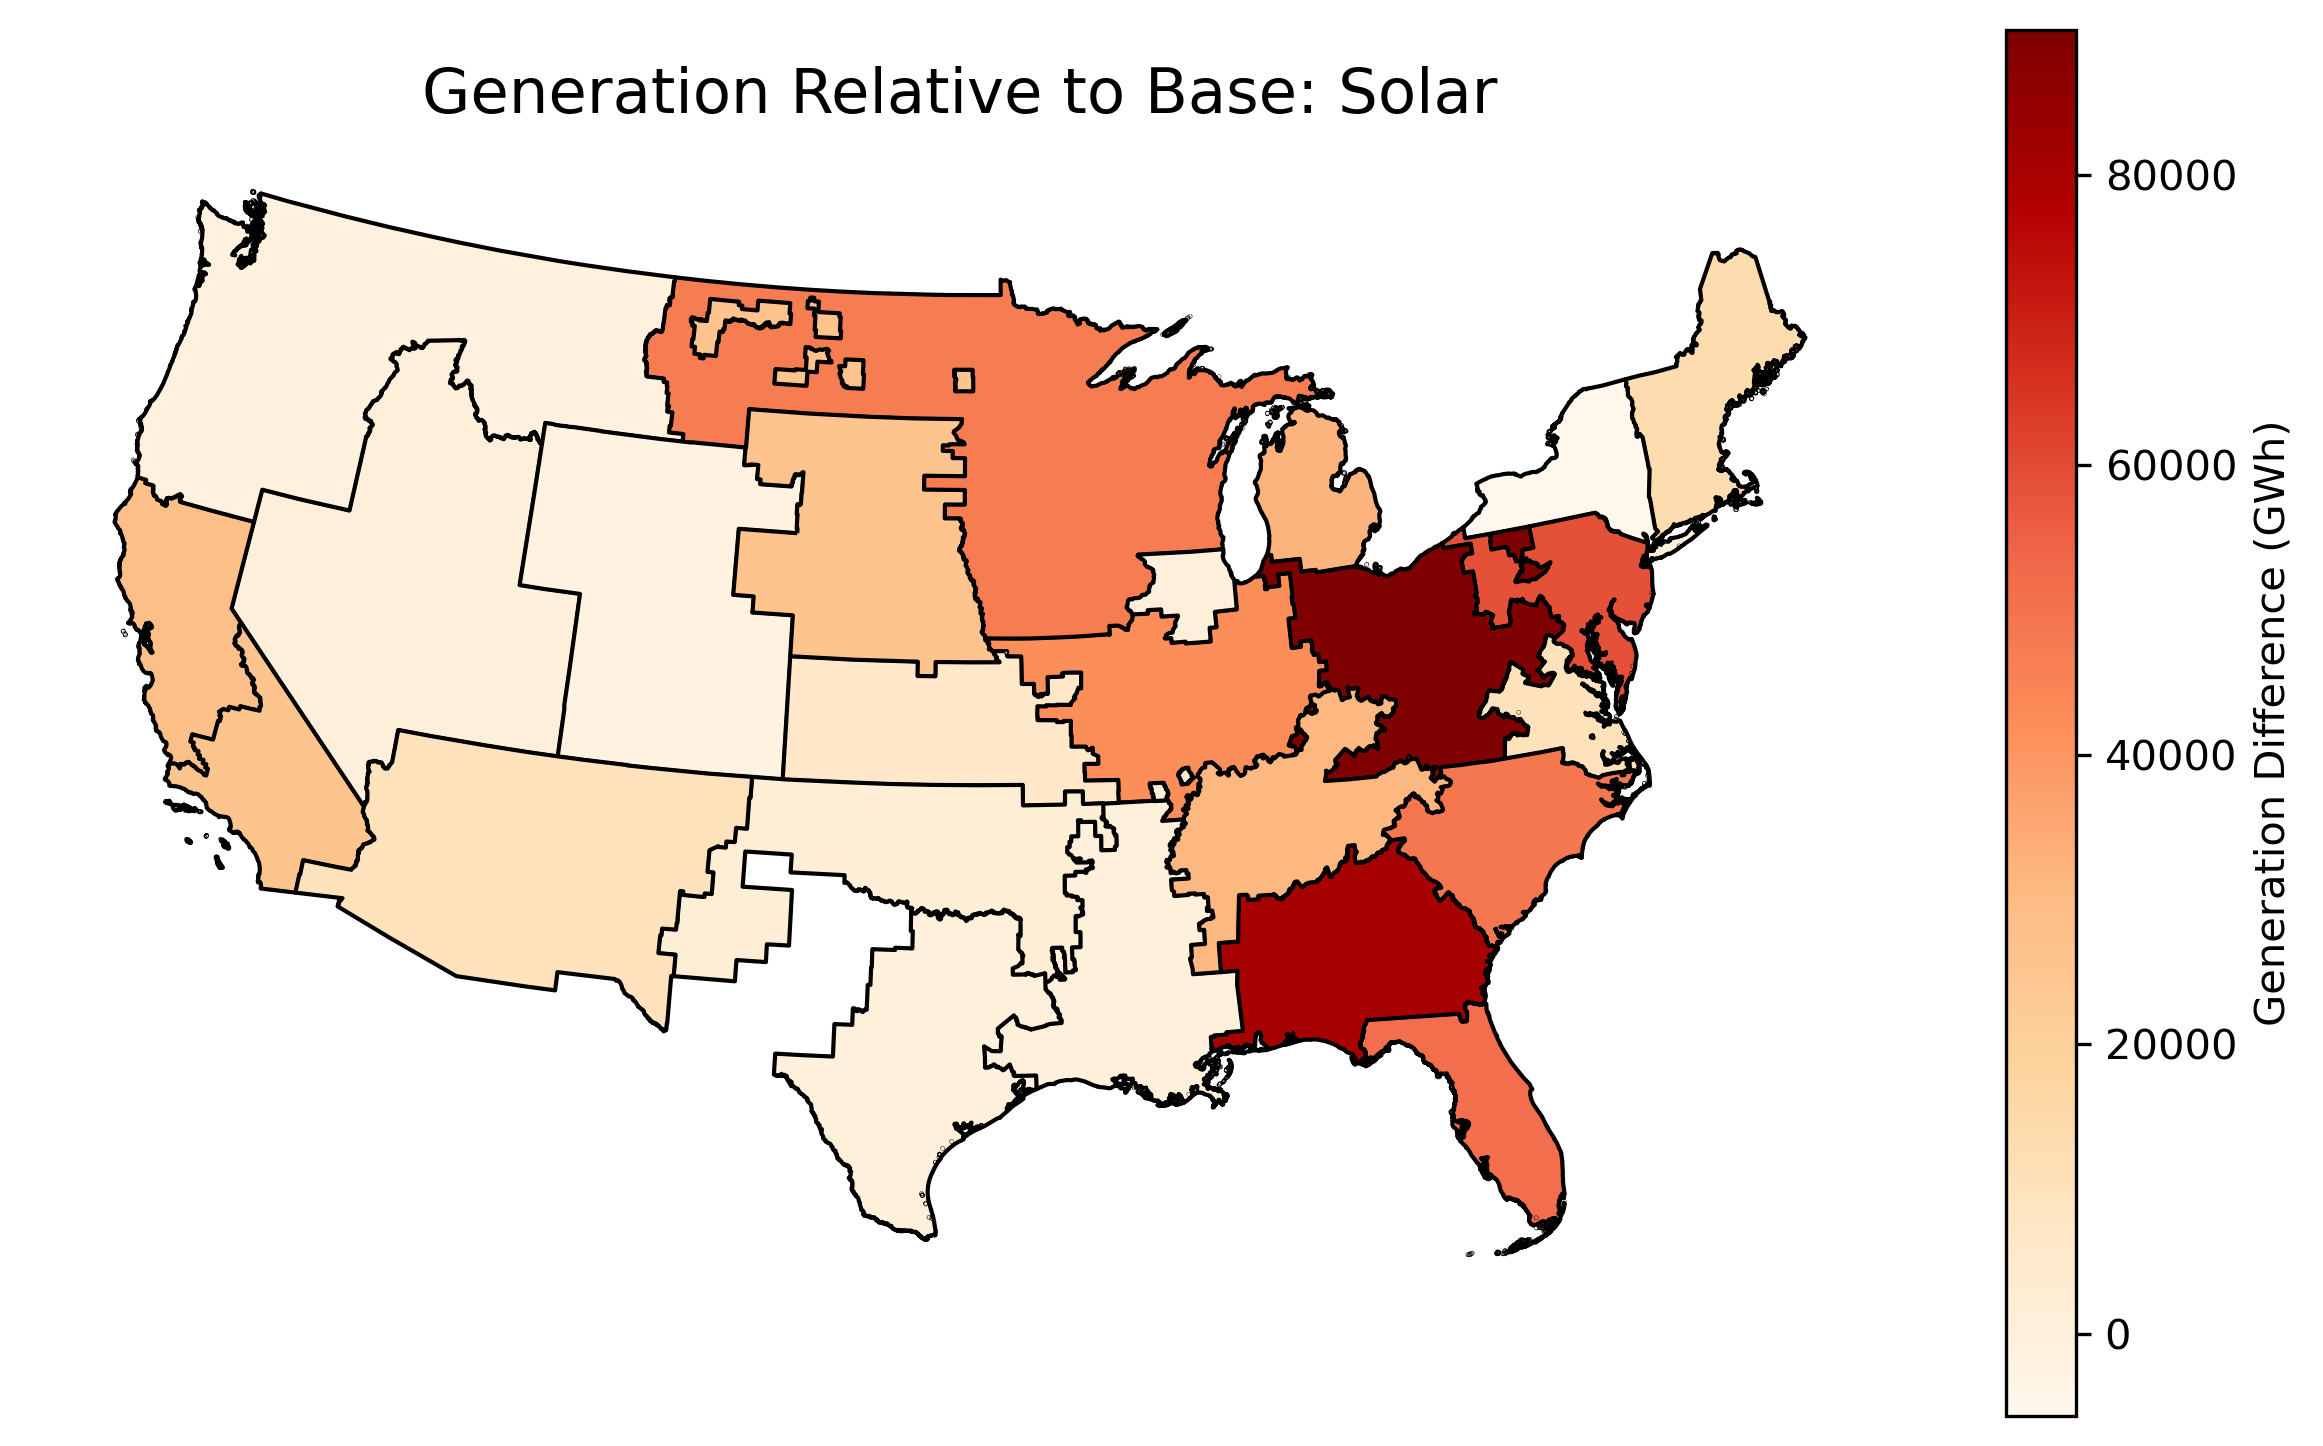 Generation Relative to Base: Solar
80000
60000
40000
20000
0
Generation Difference (GWh)